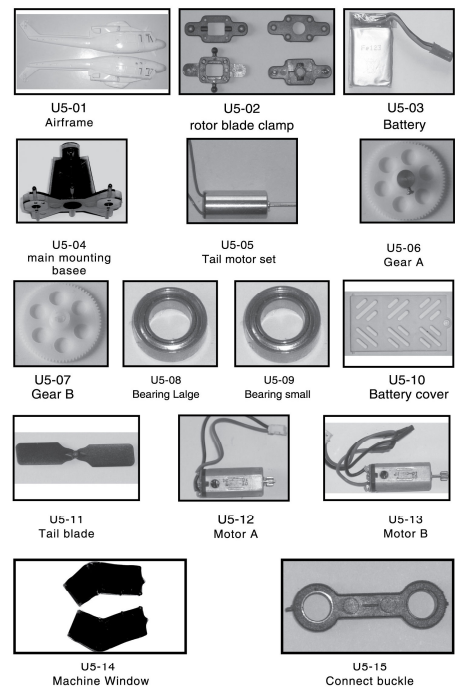 U5-01
Airframe
U5-02
rotor blade clamp
U5-03
Battery
U5-04
main mounting
basee
U5-05
Tail motor set
U5-06
Gear A
U5-07
Gear B
U5-08
Bearing Lalge
U5-09
Bearing small
U5-10
Battery cover
U5-11
Tail blade
U5-12
Motor A
U5-13
Motor B
U5-14
Machine Window
U5-15
Connect buckle